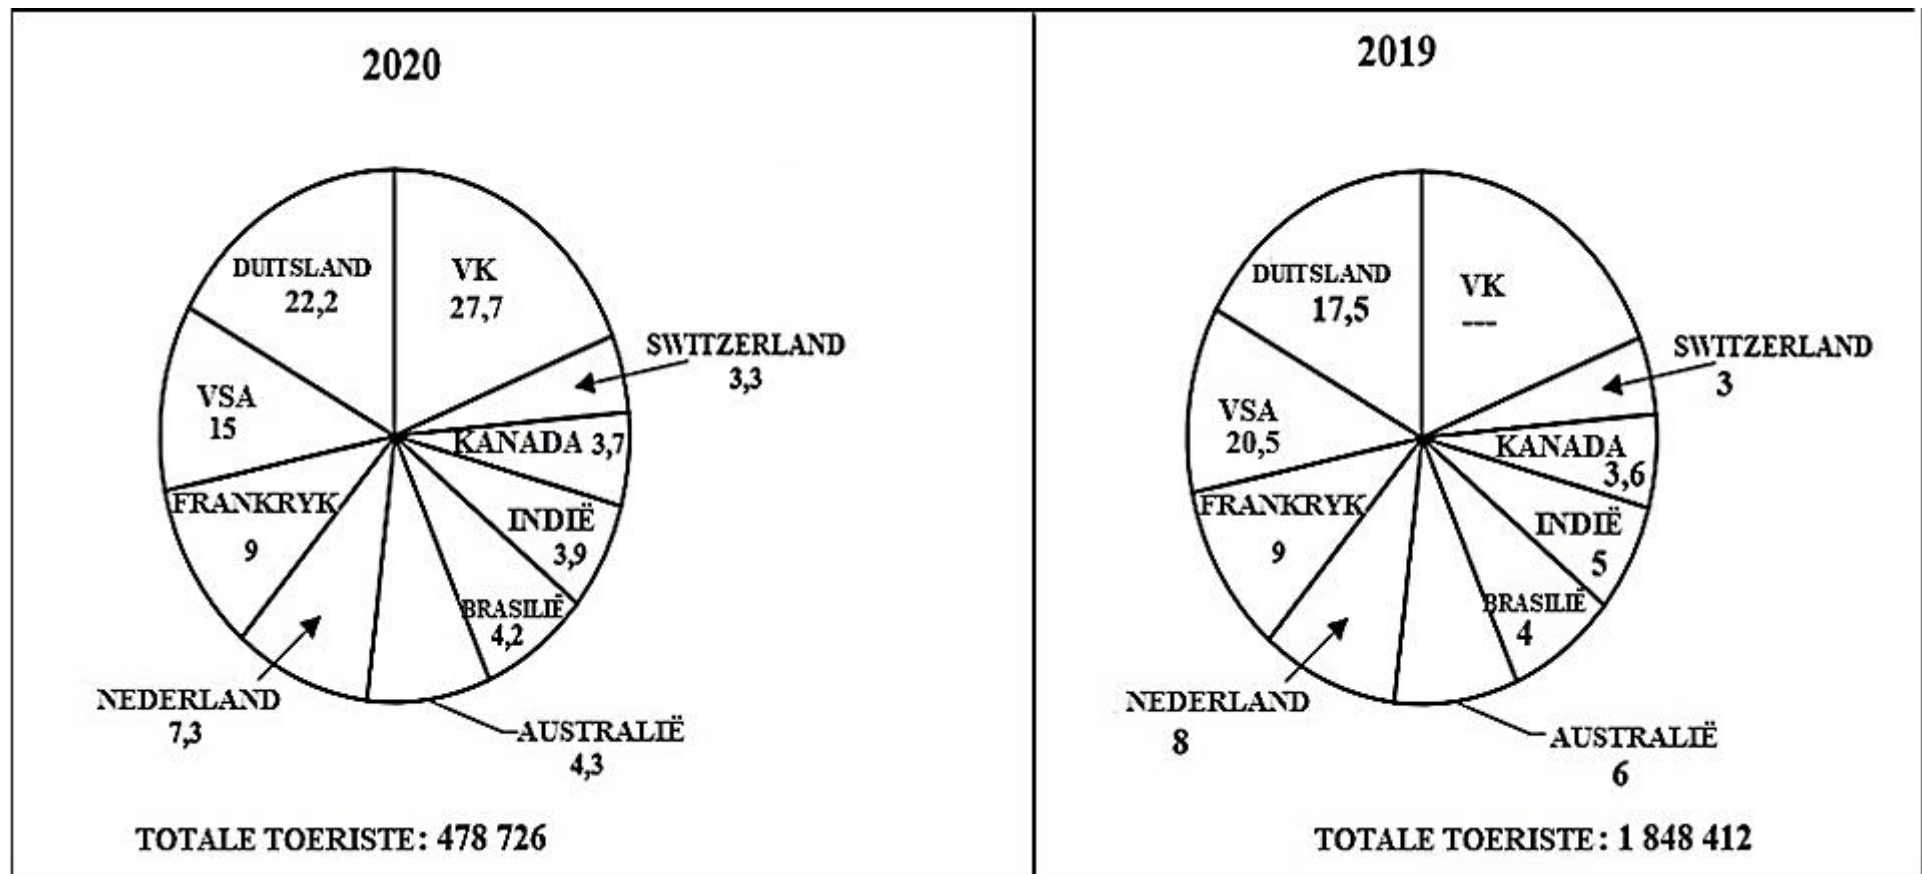 2020
DUITSLAND
22,2
VK
27,7
SWITZERLAND
3,3
VSA
15
KANADA 3,7
FRANKRYK
9
INDIË
3,9
BRASILIË
4,2
NEDERLAND
7,3
AUSTRALIË
4,3
TOTALE TOERISTE: 478 726
2019
DUITSLAND
17,5
VK
---
SWITZERLAND
3
VSA
20,5
KANADA
3,6
FRANKRYK
9
INDIË
5
BRASILIË
4
NEDERLAND
8
AUSTRALIË
6
TOTALE TOERISTE: 1 848 412